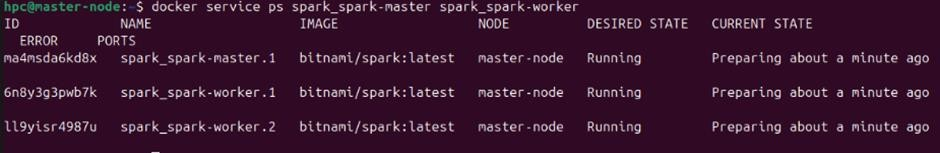 hpc@master-node:~$ docker service ps spark_spark-master spark_spark-worker
ID NAME IMAGE NODE DESIRED STATE CURRENT STATE
ERROR PORTS
ma4msda6kd8x spark_spark-master.1 bitnami/spark:latest master-node Running Preparing about a minute ago
6n8y3g3pwb7k spark_spark-worker.1 bitnami/spark:latest master-node Running Preparing about a minute ago
ll9yisr4987u spark_spark-worker.2 bitnami/spark:latest master-node Running Preparing about a minute ago